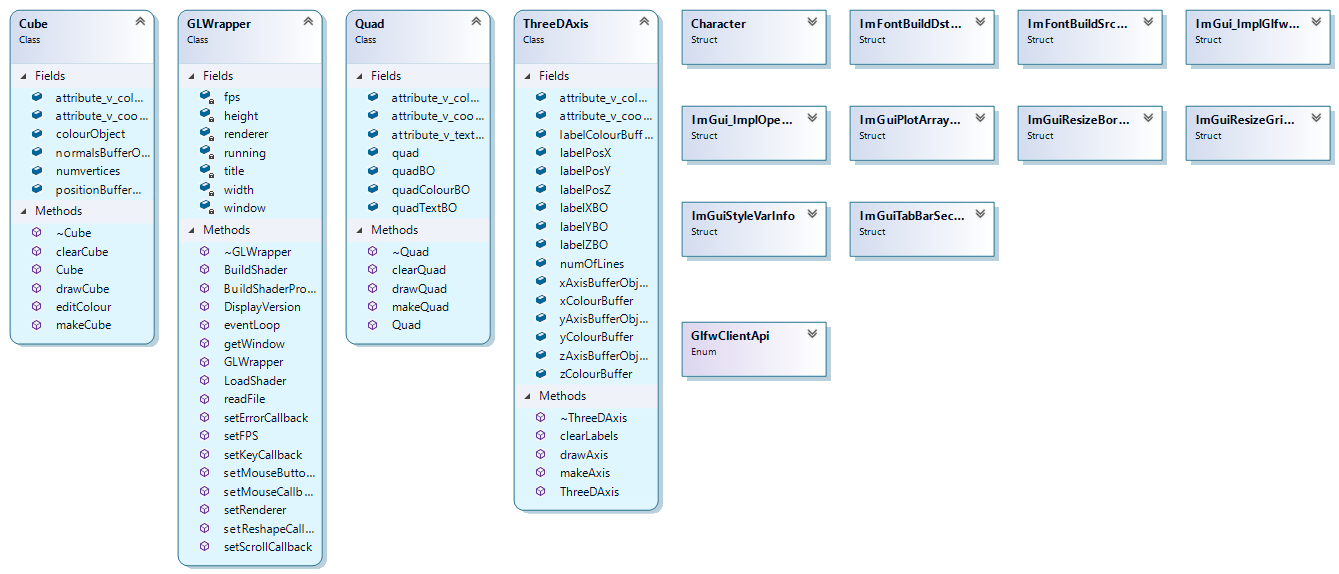 Cube
Class
Fields
attribute_v_col...
attribute_v_coo...
colourObject
normalsBufferO...
numvertices
positionBuffer...
Methods
~Cube
clearCube
Cube
drawCube
editColour
makeCube
GLWrapper
Class
Fields
fps
height
renderer
running
title
width
window
Methods
~GLWrapper
BuildShader
BuildShaderPro...
DisplayVersion
eventLoop
getWindow
GLWrapper
LoadShader
readFile
setErrorCallback
setFPS
setKeyCallback
setMouseButto...
setMouseCallb...
setRenderer
setReshapeCall...
setScrollCallback
Quad
Class
Fields
attribute_v_col...
attribute_v_coo...
attribute_v_text...
quad
quadBO
quadColourBO
quadTextBO
Methods
~Quad
clearQuad
drawQuad
makeQuad
Quad
ThreeDAxis
Class
Fields
attribute_v_col...
attribute_v_coo...
labelColourBuff...
labelPosX
labelPosY
labelPosZ
labelXBO
labelYBO
labelZBO
numOfLines
xAxisBufferObj...
xColourBuffer
yAxisBufferObj...
yColourBuffer
zAxisBufferObj...
zColourBuffer
Methods
~ThreeDAxis
clearLabels
drawAxis
makeAxis
ThreeDAxis
Character
Struct
ImFontBuildDst...
Struct
ImFontBuildSrc...
Struct
ImGui_ImplGlfw...
Struct
ImGui_ImplOpe...
Struct
ImGuiPlotArray...
Struct
ImGuiResizeBor...
Struct
ImGuiResizeGri...
Struct
ImGuiStyleVarInfo
Struct
ImGuiTabBarSec...
Struct
GlfwClientApi
Enum